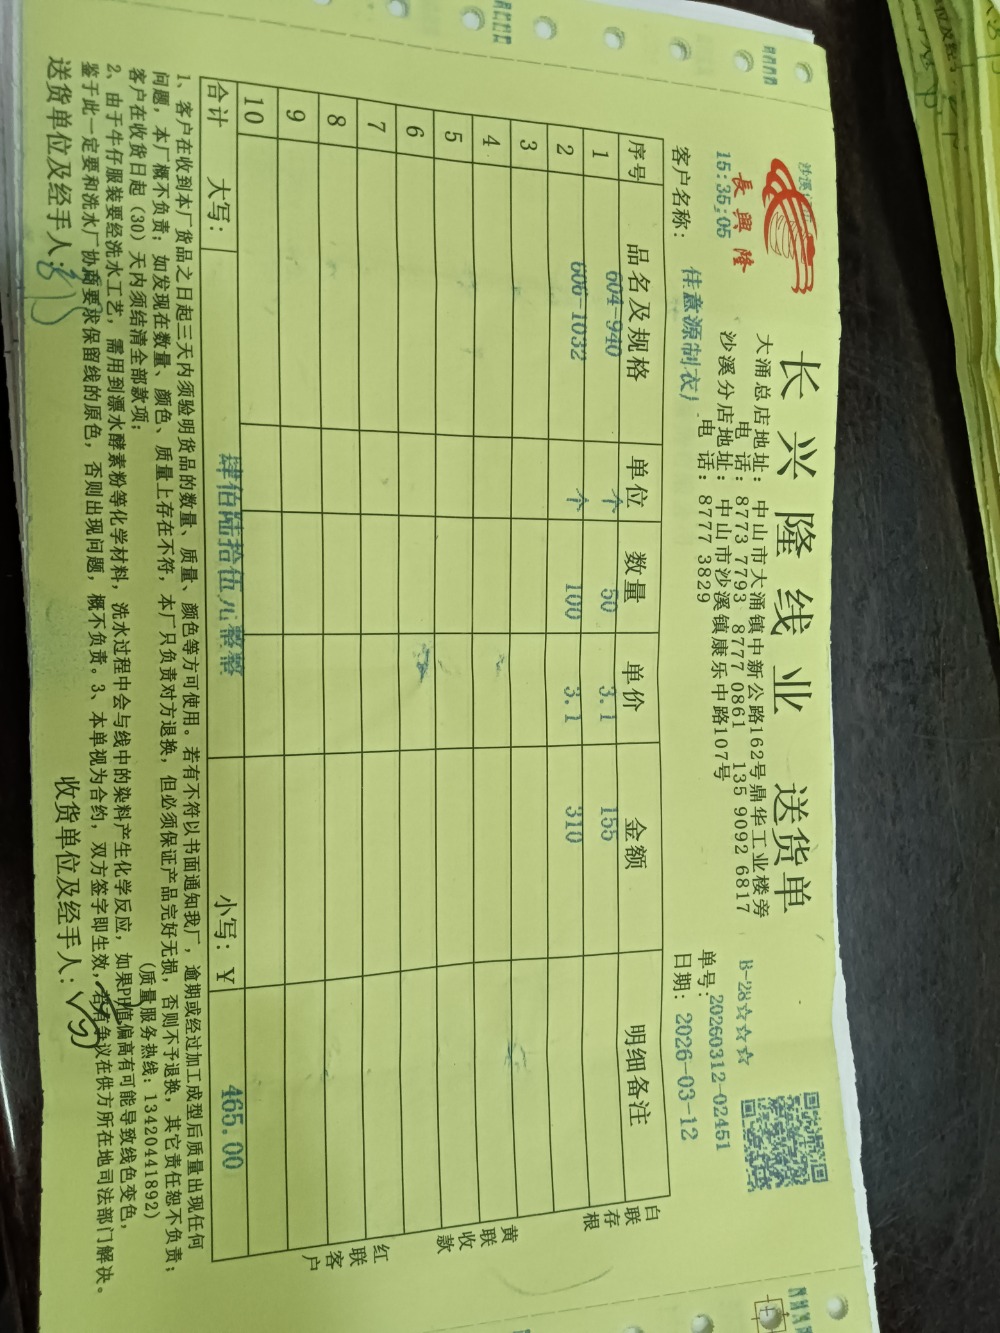 長興隆
15:35:05
长兴隆线业 送货单
大涌总店地址: 中山市大涌镇中新公路162号鼎华工业楼旁
电 话: 8773 7793 8777 0861 135 9092 6817
沙溪分店地址: 中山市沙溪镇康乐中路107号
电 话: 8777 3829
B-28☆☆☆
单号: 20260312-02451
客户名称: 佳意源制衣厂 日期: 2026-03-12
序号 品名及规格 单位 数量 单价 金额 明细备注
1 604-940 个 50 3.1 155
2 606-1032 个 100 3.1 310
3
4
5
6
7
8
9
10
合计 大写: 肆佰陆拾伍元整 小写: ¥ 465.00
白联存根
黄联收款
红联客户
1、客户在收到本厂货品之日起三天内须验明货品的数量、质量、颜色等方可使用。若有不符以书面通知我厂,逾期或经过加工成型后质量出现任何
问题,本厂概不负责;如发现在数量、颜色、质量上存在不符,本厂只负责对方退换,但必须保证产品完好无损,否则不予退换,其它责任恕不负责;
客户在收货日起(30)天内须结清全部款项; (质量服务热线: 13420441892)
2、由于牛仔服装要经洗水工艺,需用到漂水酵素粉等化学材料,洗水过程中会与线中的染料产生化学反应,如果PH值偏高有可能导致线色变色,
鉴于此一定要和洗水厂协商要求保留线的原色,否则出现问题,概不负责。3、本单视为合约,双方签字即生效,若有争议在供方所在地司法部门解决。
送货单位及经手人: 收货单位及经手人: